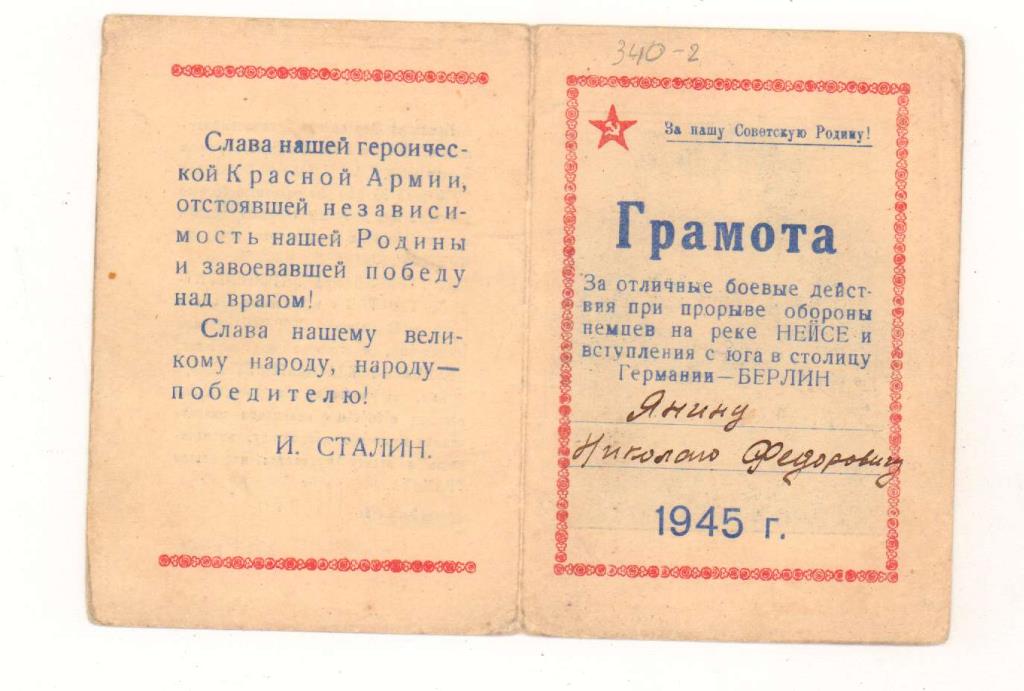 Слава нашей героичес-
кой Красной Армии,
отстоявшей независи-
мость нашей Родины
и завоевавшей победу
над врагом!
Слава нашему вели-
кому народу, народу—
победителю!
И. СТАЛИН.
340-2
За нашу Советскую Родину!
Грамота
За отличные боевые дейст-
вия при прорыве обороны
немцев на реке НЕЙСЕ и
вступления с юга в столицу
Германии—БЕРЛИН
Янину
Николаю Федоровичу
1945 г.